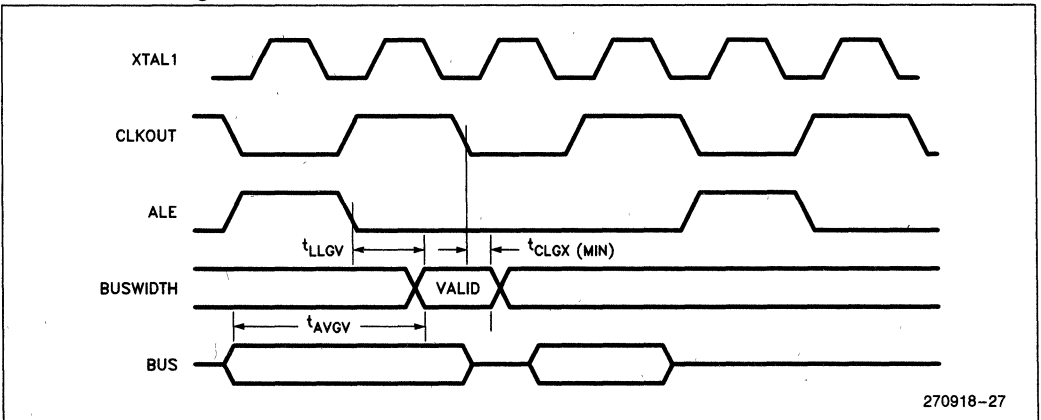 XTAL1
CLKOUT
ALE
tLLGV
tCLGX (MIN)
BUSWIDTH
VALID
tAVGV
BUS
270918-27